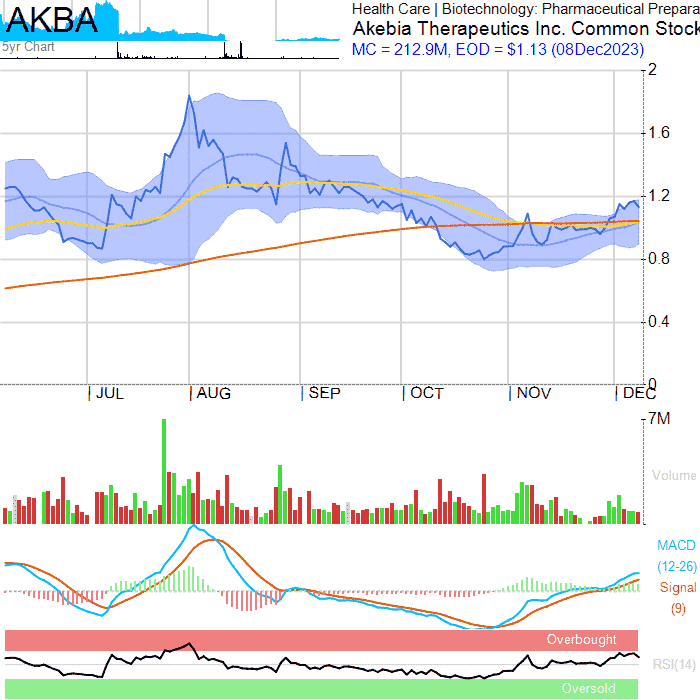 AKBA
5yr Chart
Health Care | Biotechnology: Pharmaceutical Prepara
Akebia Therapeutics Inc. Common Stock
MC = 212.9M, EOD = $1.13 (08Dec2023)
2
1.6
1.2
0.8
0.4
0
JUL AUG SEP OCT NOV DEC
7M
Volume
MACD
(12-26)
Signal
(9)
Overbought
RSI(14)
Oversold